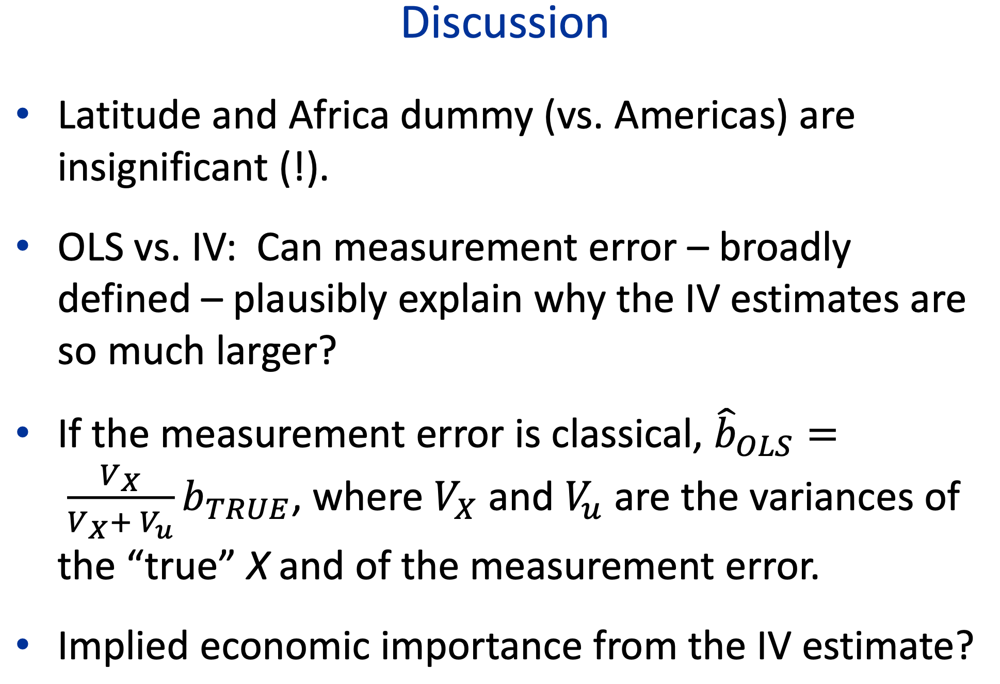 Discussion
• Latitude and Africa dummy (vs. Americas) are
insignificant (!).
• OLS vs. IV:  Can measurement error – broadly
defined – plausibly explain why the IV estimates are
so much larger?
• If the measurement error is classical, $\hat{b}_{OLS} =$
$\frac{V_X}{V_X + V_u} b_{TRUE}$, where $V_X$ and $V_u$ are the variances of
the “true” X and of the measurement error.
• Implied economic importance from the IV estimate?